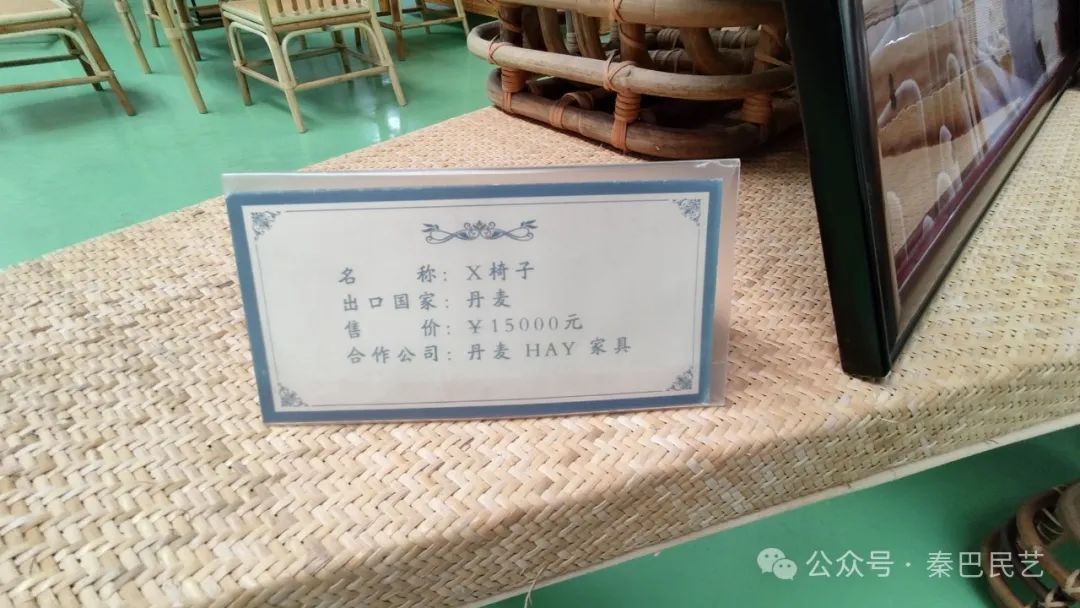 名 称：X椅子
出口国家：丹麦
售 价：￥15000元
合作公司：丹麦 HAY 家具
公众号·秦巴民艺